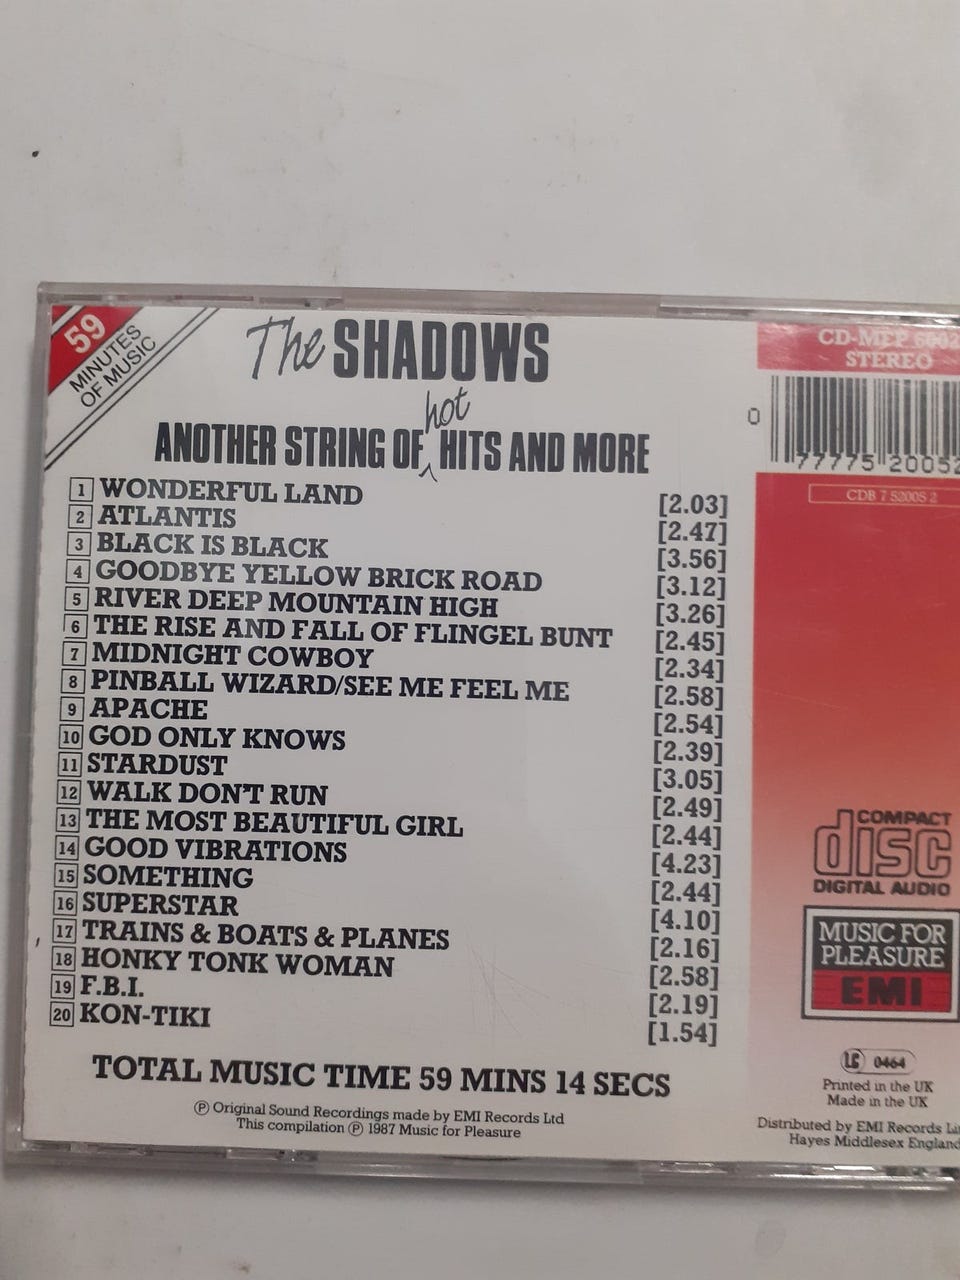 59
MINUTES
OF MUSIC
The SHADOWS
hot
ANOTHER STRING OF HITS AND MORE
1 WONDERFUL LAND [2.03]
2 ATLANTIS [2.47]
3 BLACK IS BLACK [3.56]
4 GOODBYE YELLOW BRICK ROAD [3.12]
5 RIVER DEEP MOUNTAIN HIGH [3.26]
6 THE RISE AND FALL OF FLINGEL BUNT [2.45]
7 MIDNIGHT COWBOY [2.34]
8 PINBALL WIZARD/SEE ME FEEL ME [2.58]
9 APACHE [2.54]
10 GOD ONLY KNOWS [2.39]
11 STARDUST [3.05]
12 WALK DON'T RUN [2.49]
13 THE MOST BEAUTIFUL GIRL [2.44]
14 GOOD VIBRATIONS [4.23]
15 SOMETHING [2.44]
16 SUPERSTAR [4.10]
17 TRAINS & BOATS & PLANES [2.16]
18 HONKY TONK WOMAN [2.58]
19 F.B.I. [2.19]
20 KON-TIKI [1.54]
TOTAL MUSIC TIME 59 MINS 14 SECS
Ⓟ Original Sound Recordings made by EMI Records Ltd
This compilation Ⓟ 1987 Music for Pleasure
CD-MFP 6002
STEREO
0 77775 20052
CDB 7 52005 2
COMPACT
disc
DIGITAL AUDIO
MUSIC FOR
PLEASURE
EMI
LC 0464
Printed in the UK
Made in the UK
Distributed by EMI Records
Hayes Middlesex England